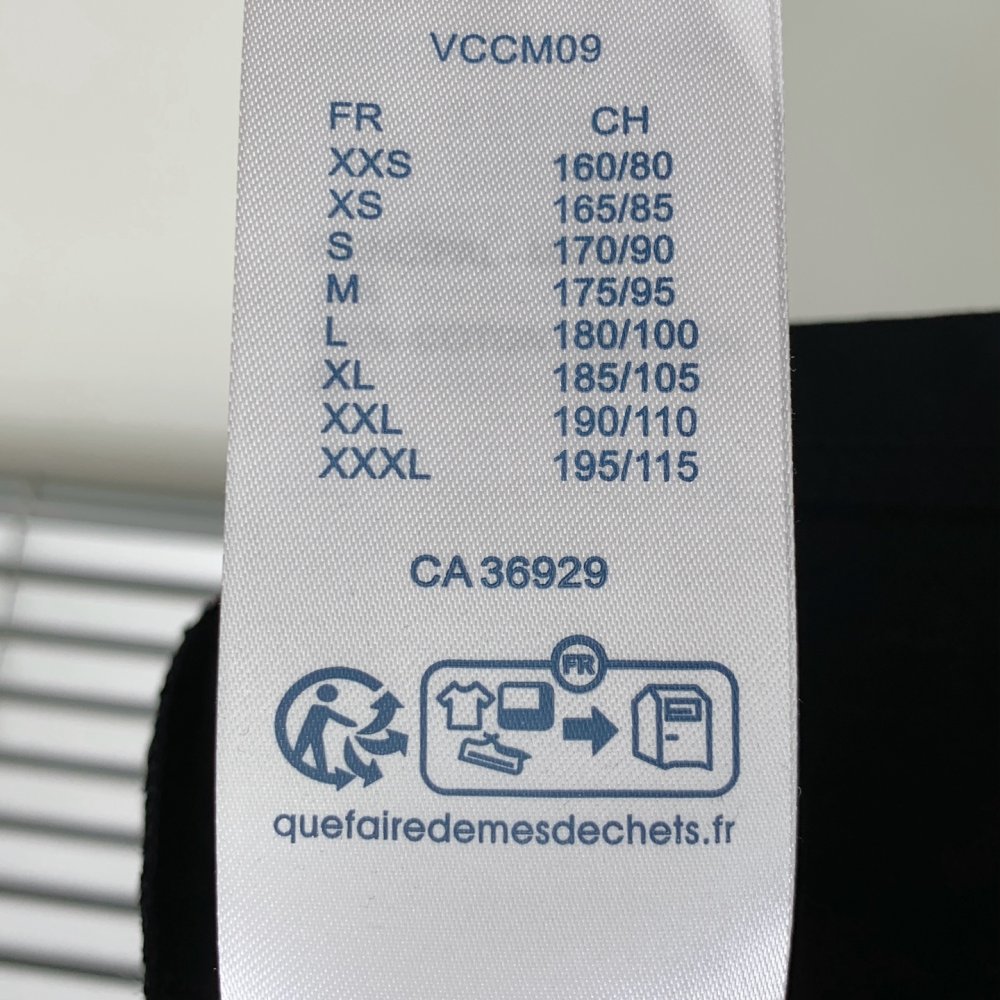 VCCM09
FR CH
XXS 160/80
XS 165/85
S 170/90
M 175/95
L 180/100
XL 185/105
XXL 190/110
XXXL 195/115
CA 36929
FR
quefairedemesdechets.fr